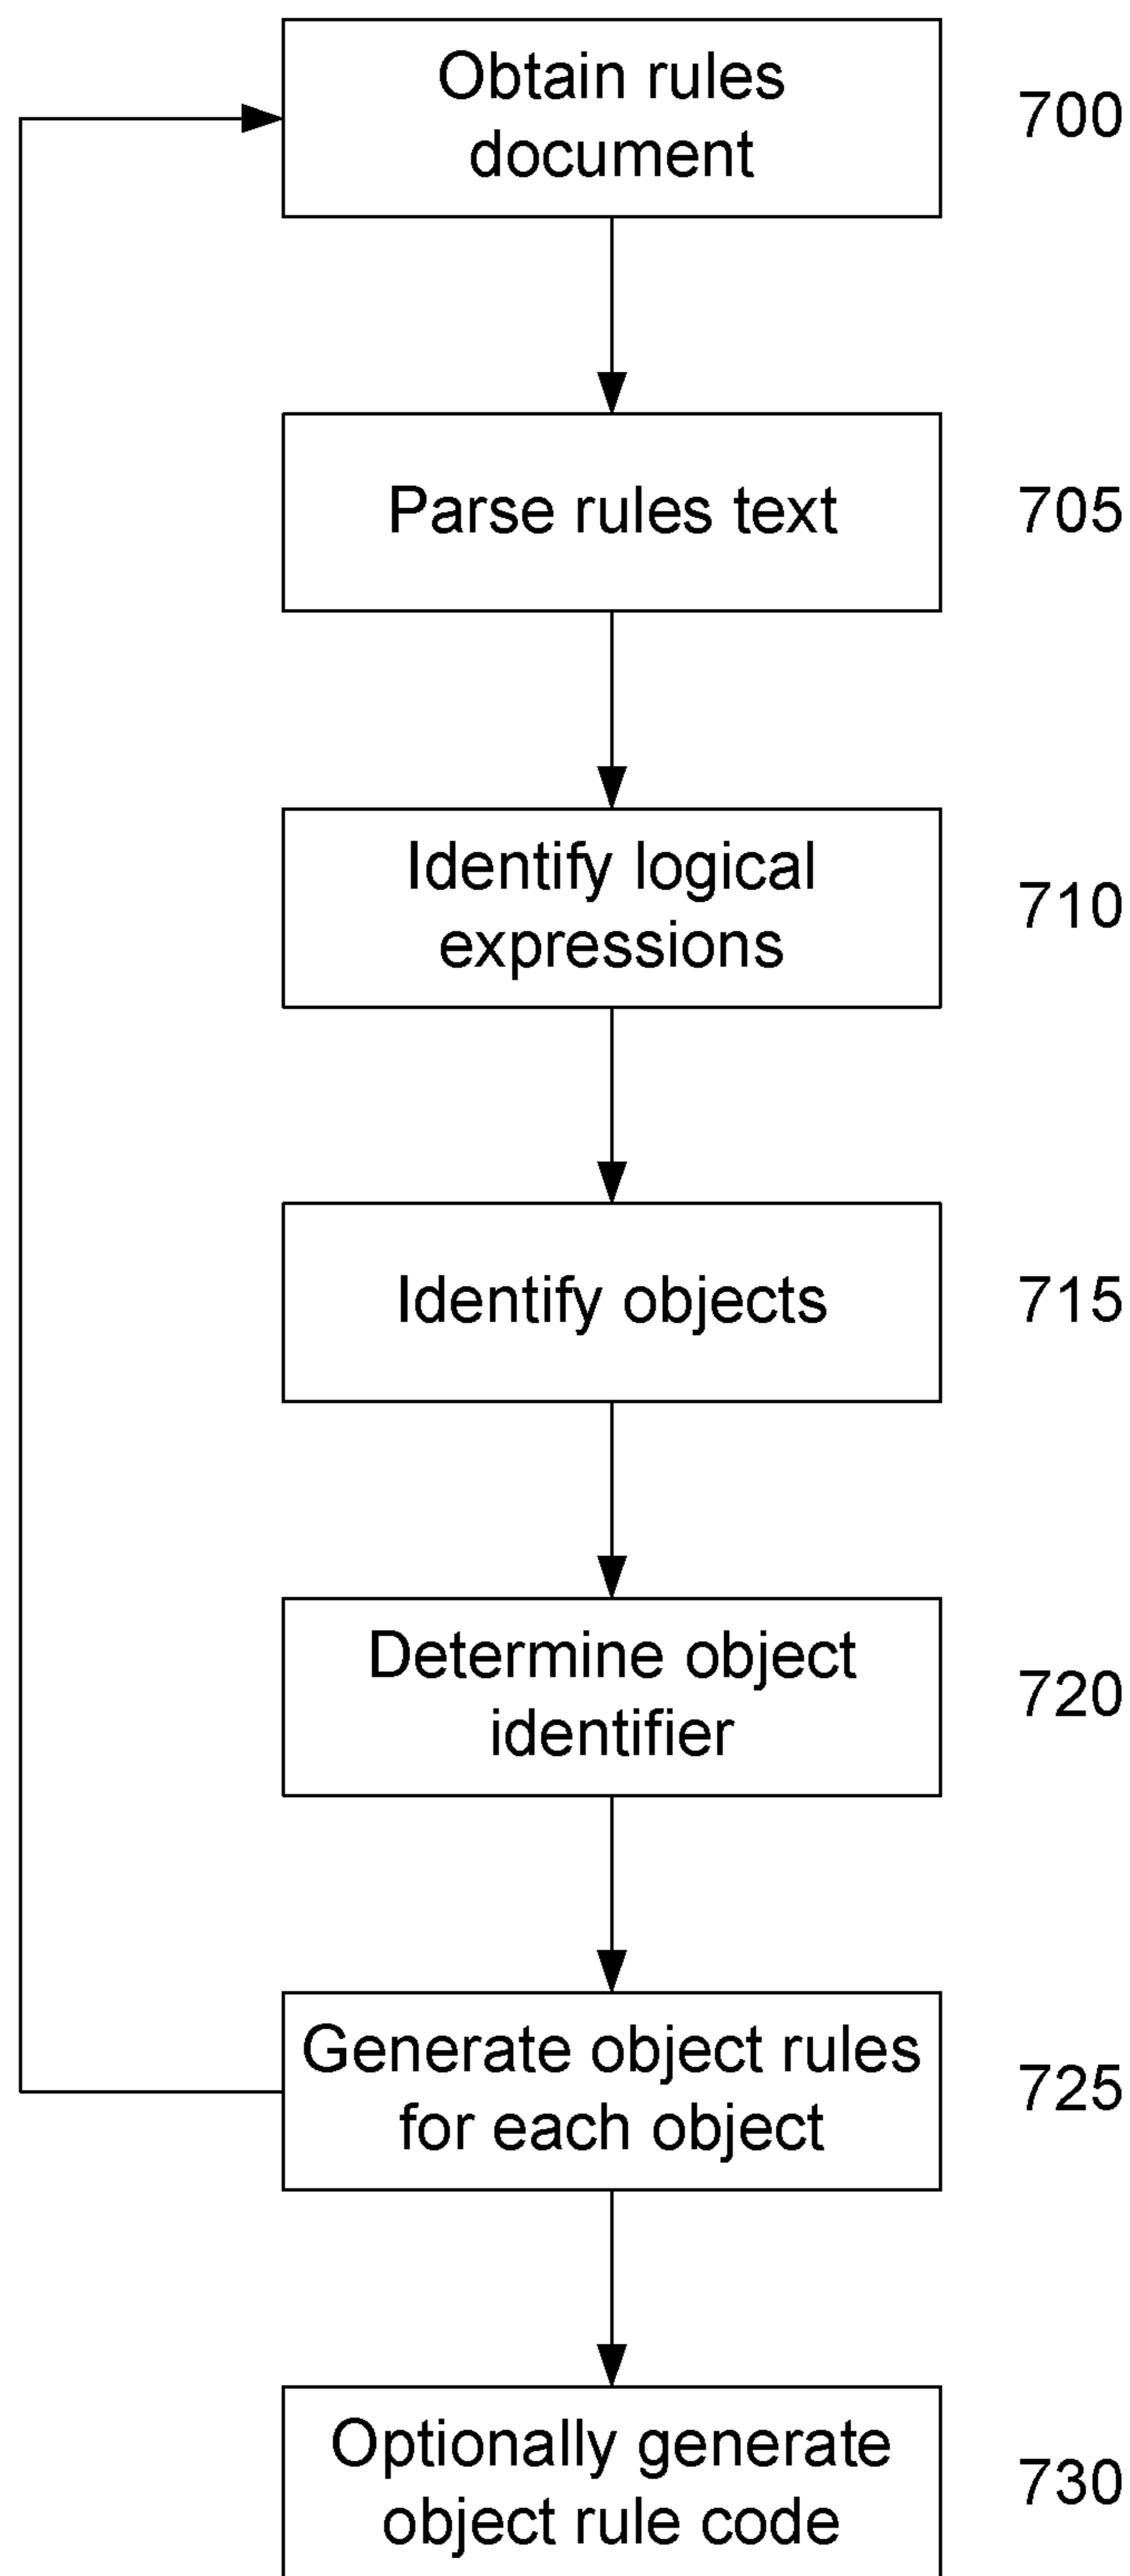 Obtain rules
document
700
Parse rules text
705
Identify logical
expressions
710
Identify objects
715
Determine object
identifier
720
Generate object rules
for each object
725
Optionally generate
object rule code
730